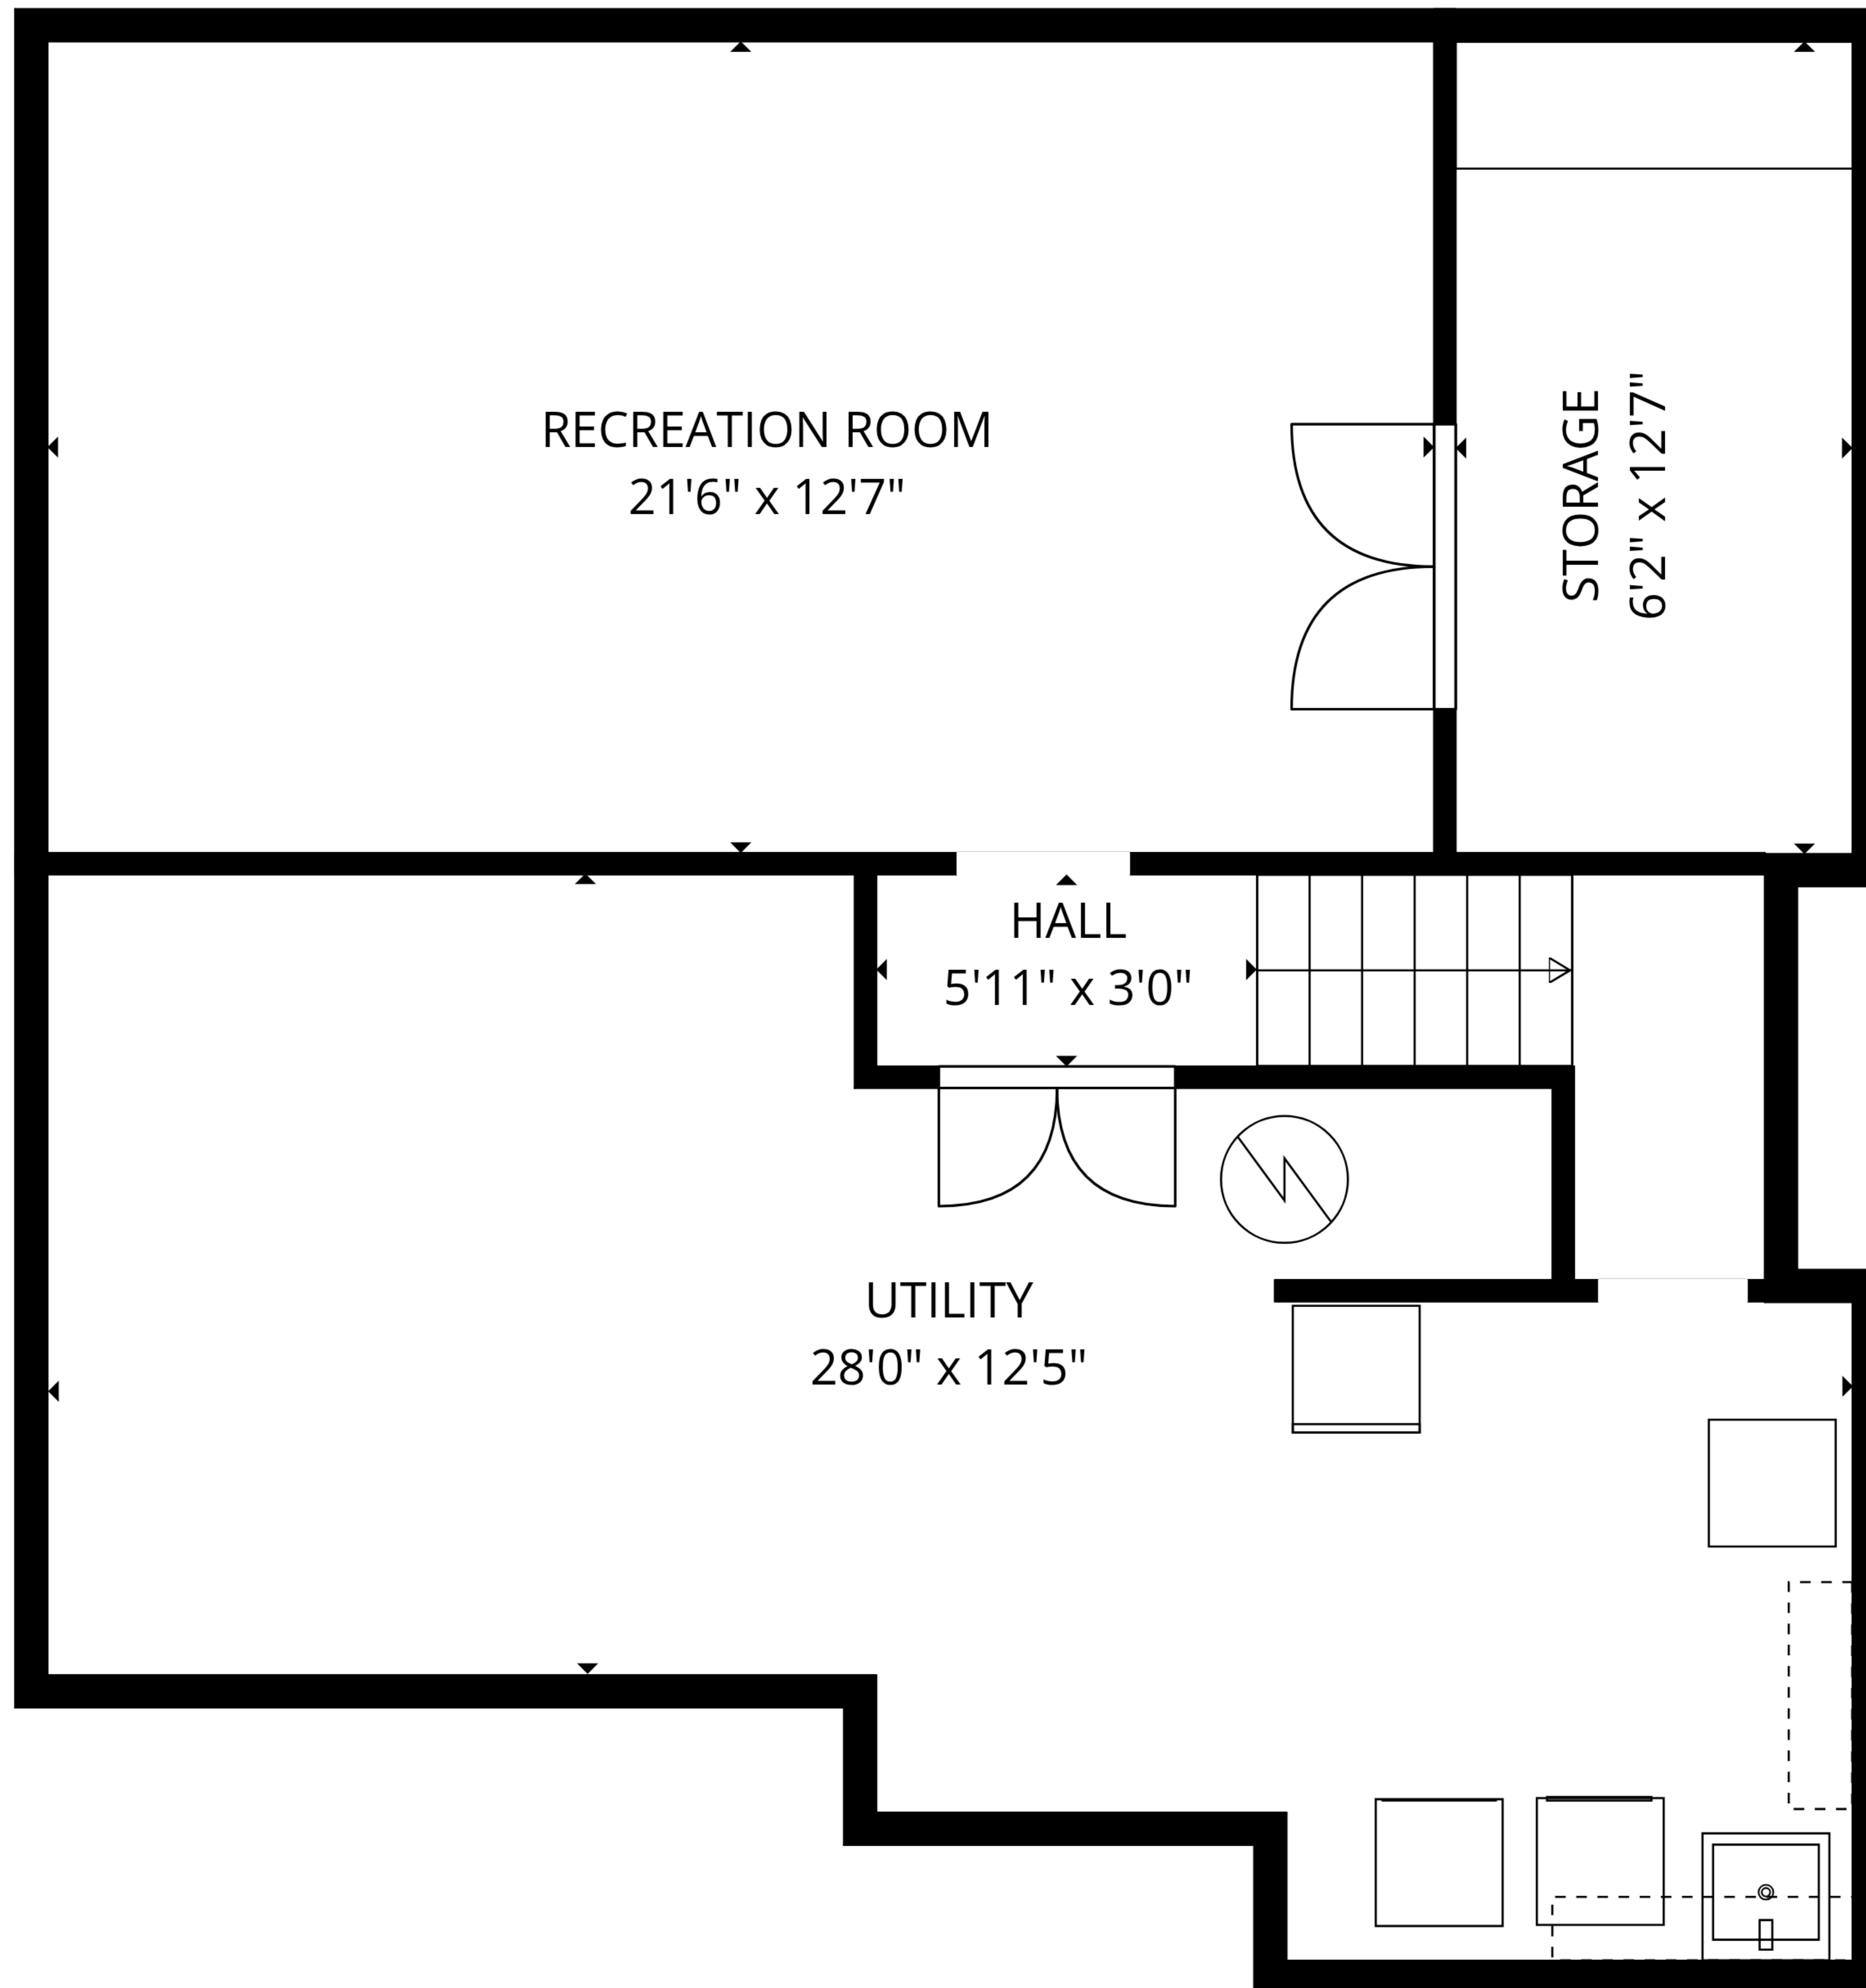 RECREATION ROOM
21'6" x 12'7"
STORAGE
6'2" x 12'7"
HALL
5'11" x 3'0"
UTILITY
28'0" x 12'5"